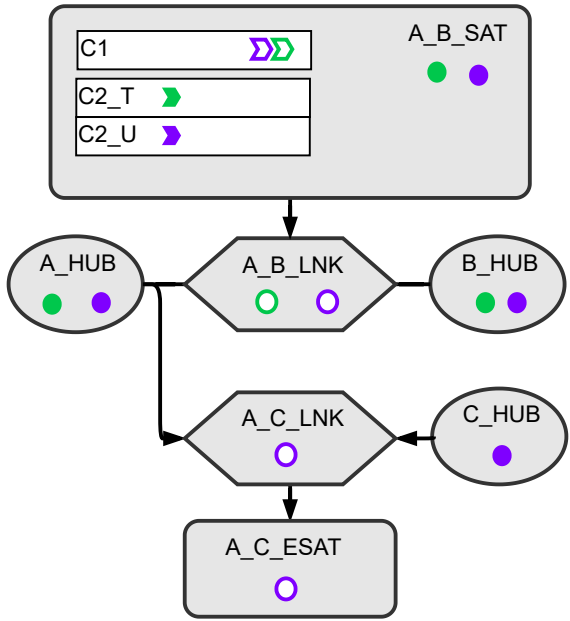 C1
A_B_SAT
C2_T
C2_U
A_HUB
A_B_LNK
B_HUB
A_C_LNK
C_HUB
A_C_ESAT